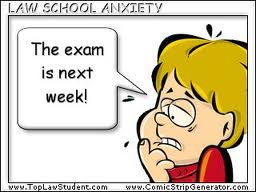 LAW SCHOOL ANXIETY
The exam
is next
week!
www.TopLawStudent.com www.ComicStripGenerator.com